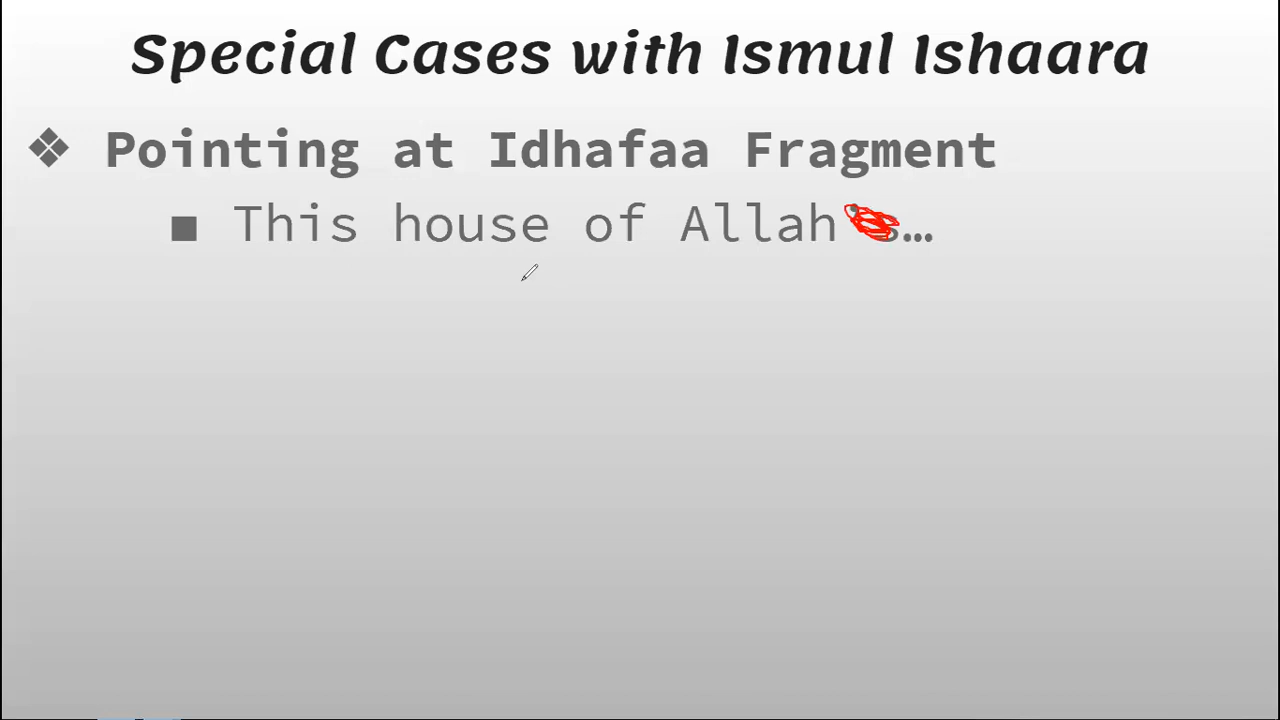 Special Cases with Ismul Ishaara
❖ Pointing at Idhafaa Fragment
■ This house of Allah …